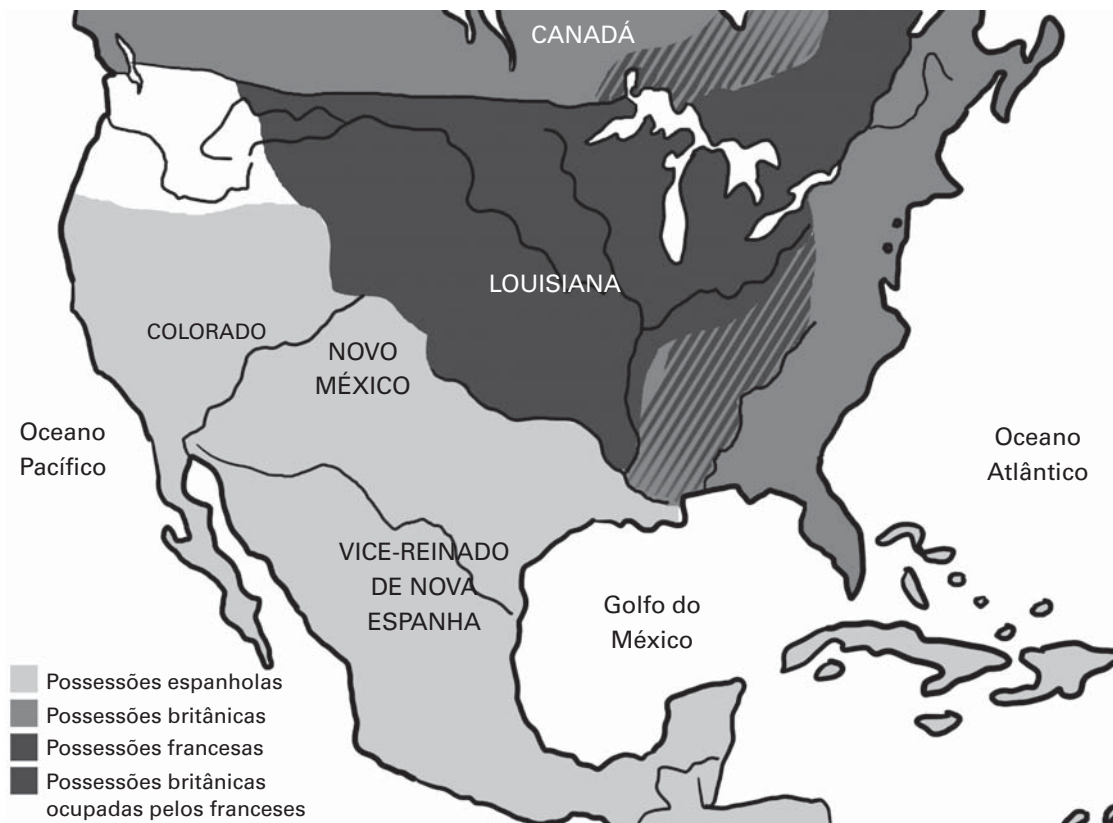 CANADÁ
LOUISIANA
COLORADO
NOVO
MÉXICO
Oceano
Pacífico
Oceano
Atlântico
VICE-REINADO
DE NOVA
ESPANHA
Golfo do
México
Possessões espanholas
Possessões britânicas
Possessões francesas
Possessões britânicas
ocupadas pelos franceses